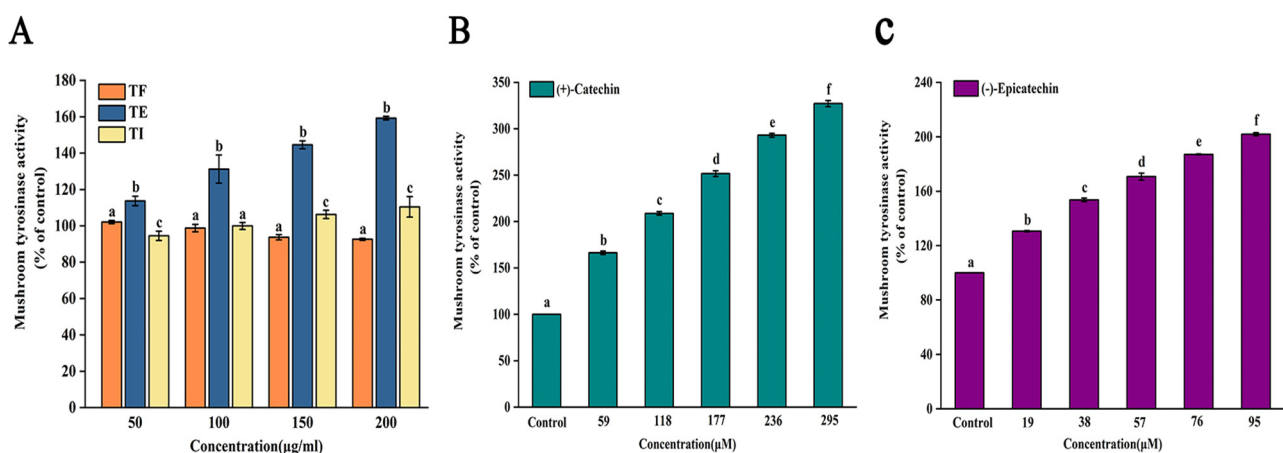 A
Mushroom tyrosinase activity
(% of control)
180
160
140
120
100
80
60
40
20
0
TF
TE
TI
a b c
a b a
a b c
a b c
50 100 150 200
Concentration(μg/ml)
B
Mushroom tyrosinase activity
(% of control)
350
300
250
200
150
100
50
0
(+)-Catechin
a b c d e f
Control 59 118 177 236 295
Concentration(μM)
C
Mushroom tyrosinase activity
(% of control)
240
200
160
120
80
40
0
(-)-Epicatechin
a b c d e f
Control 19 38 57 76 95
Concentration(μM)